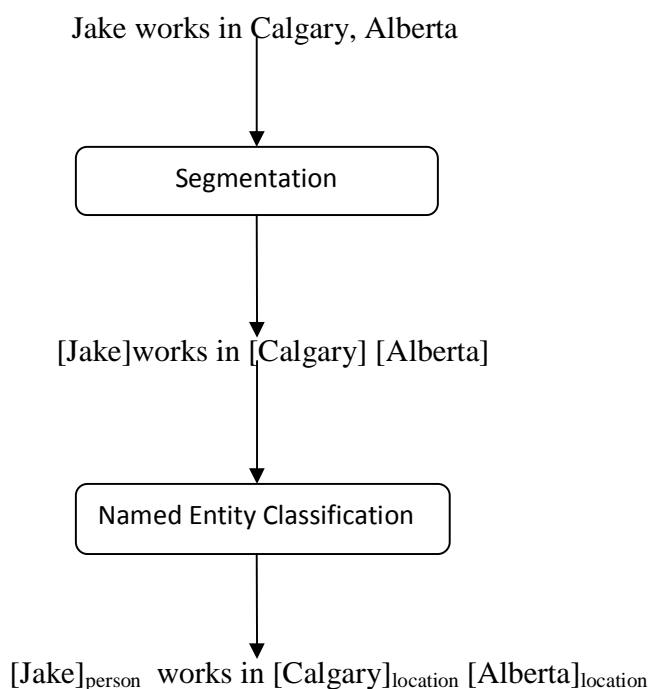 Jake works in Calgary, Alberta
Segmentation
[Jake]works in [Calgary] [Alberta]
Named Entity Classification
[Jake]person works in [Calgary]location [Alberta]location